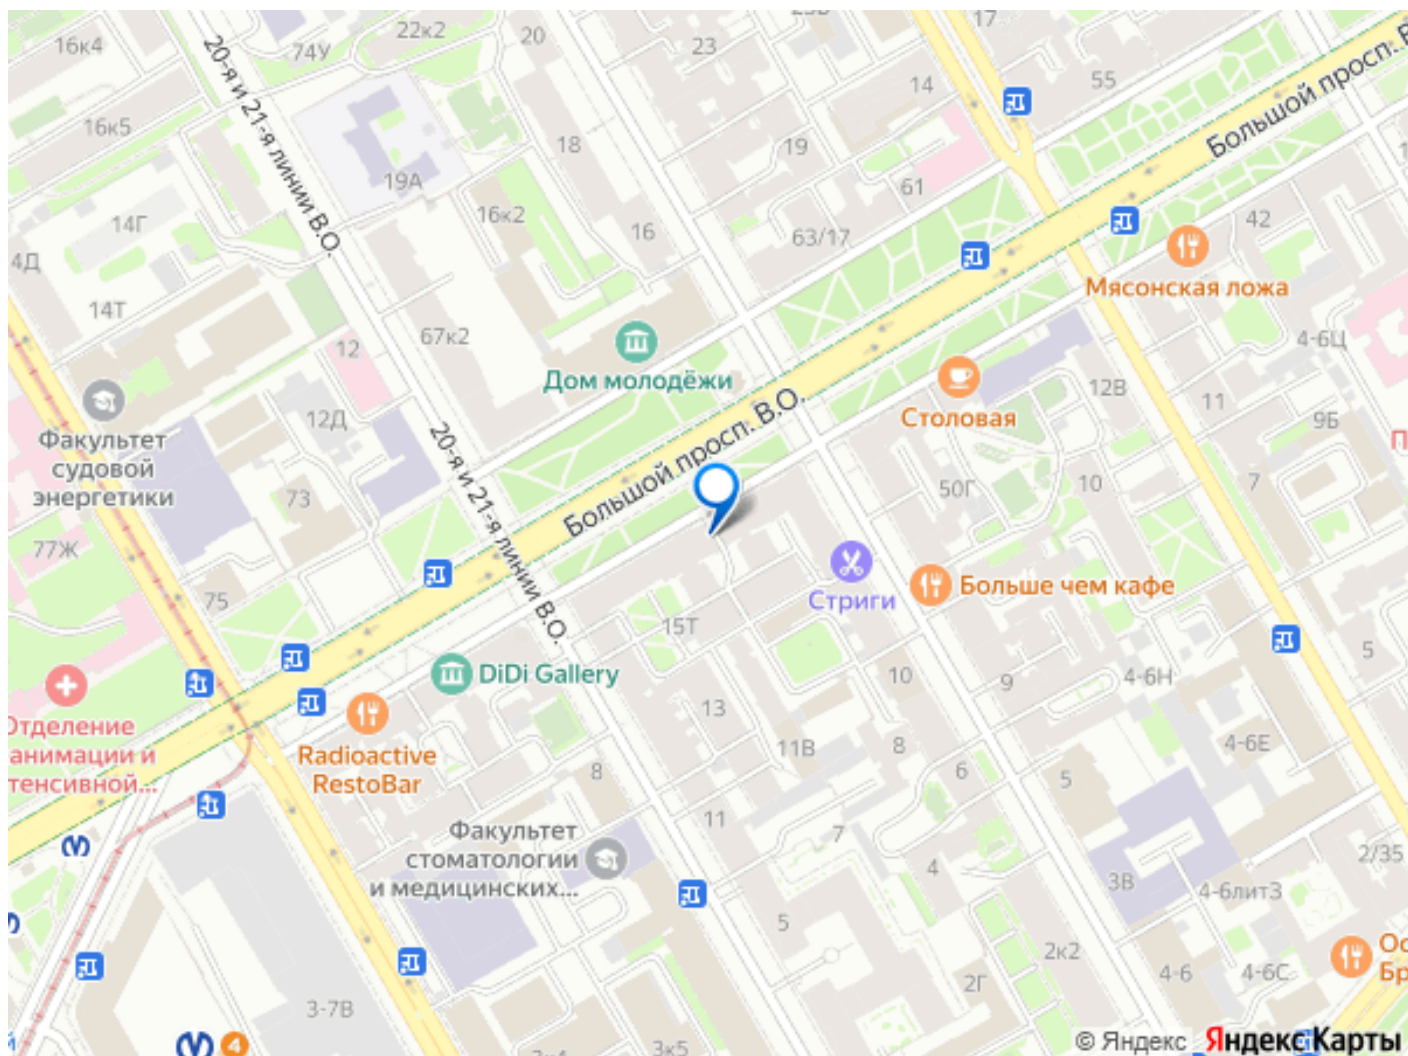 16к4
74У
22к2
20
23
17
14
55
Большой просп. В
20-я и 21-я линии В.О.
16к5
18
19
19А
61
16к2
14Г
16
63/17
42
4Д
Мясонская ложа
14Т
67к2
12
4-6Ц
Дом молодёжи
12В
11
Столовая
9Б
12Д
Факультет
судовой
энергетики
20-я и 21-я линии В.О.
Большой просп. В.О.
П
73
50Г
10
7
77Ж
75
Стриги
Больше чем кафе
15Т
5
DiDi Gallery
10
9
4-6Н
13
Отделение
анимации и
тенсивной...
Radioactive
RestoBar
11В
8
4-6Е
8
6
5
11
7
Факультет
стоматологии
и медицинских...
4
2/35
3В
4-6литЗ
5
2к2
4-6
4-6С
Ос
Бр
2Г
3-7В
й
4
3к5
© Яндекс Яндекс Карты